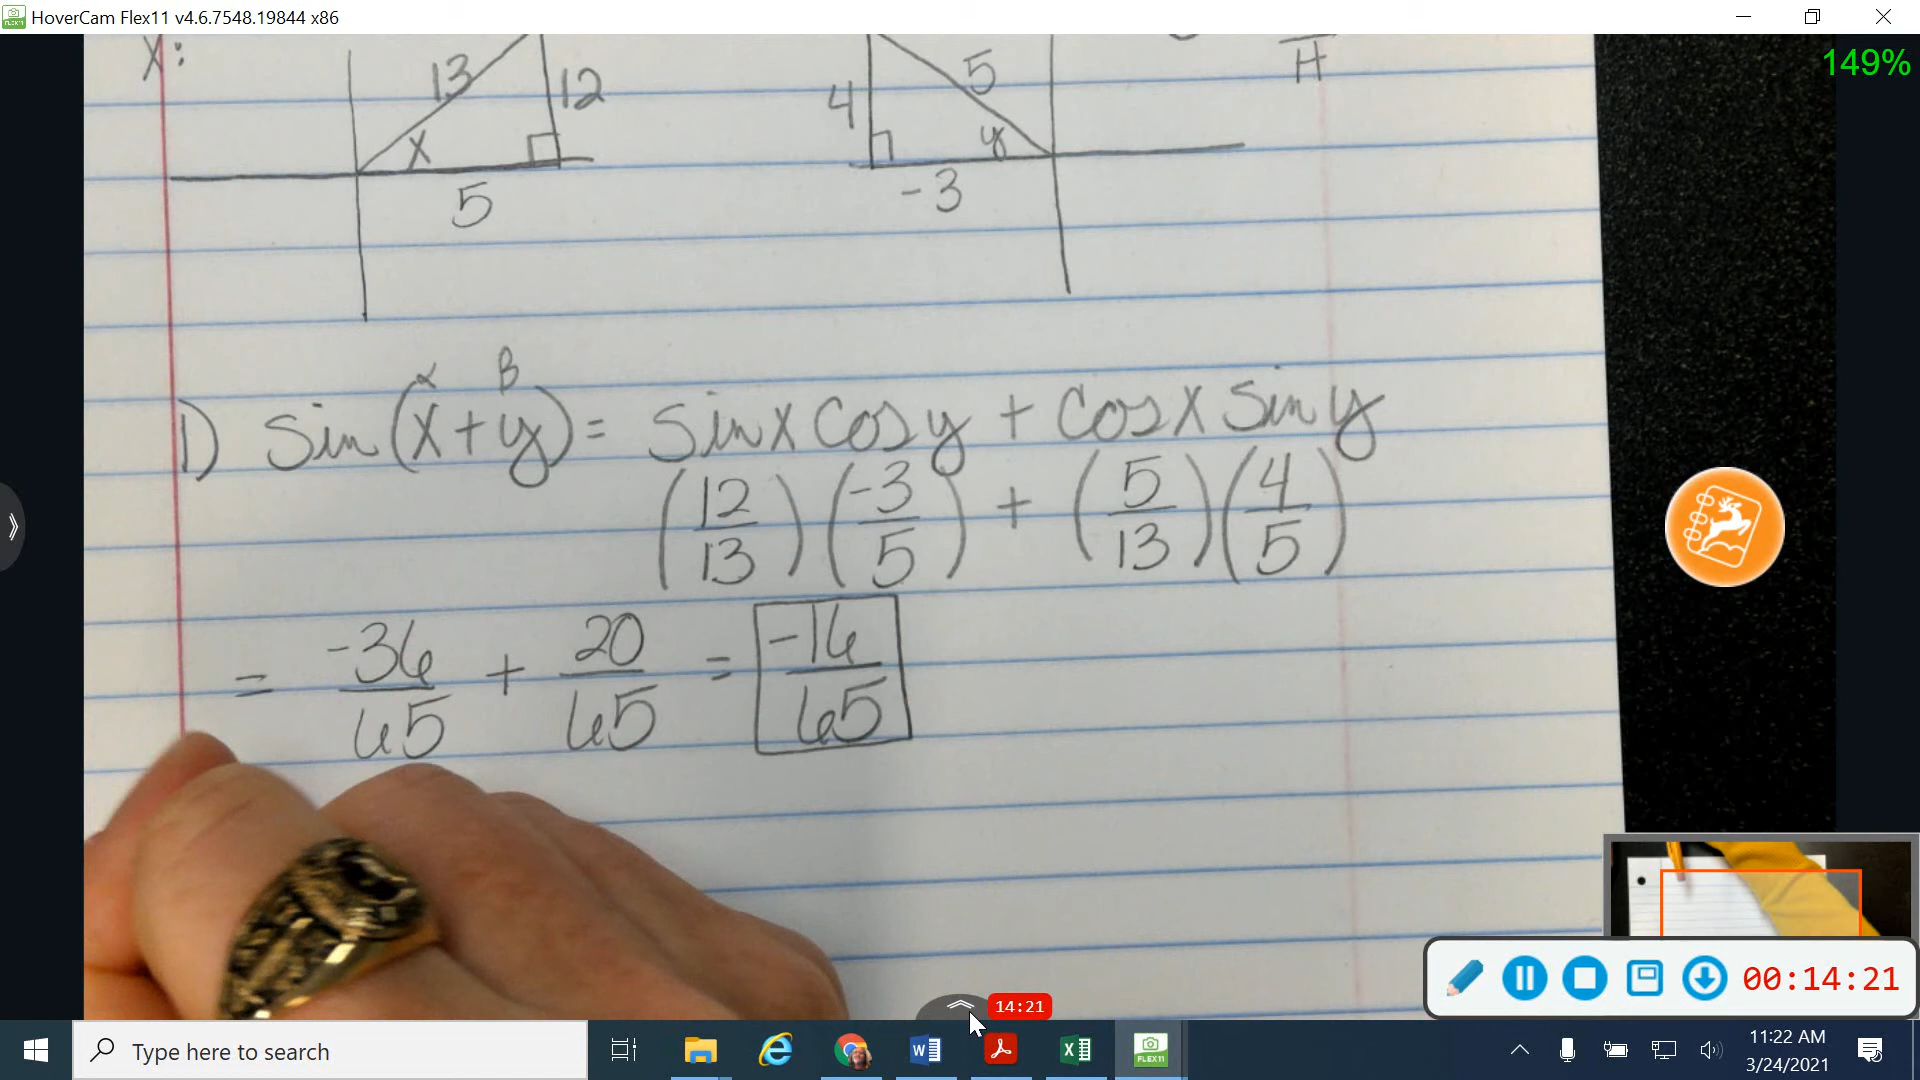 HoverCam Flex11 v4.6.7548.19844 x86
149%
x:
13
12
x
5
4
5
y
-3
H
α β
1) sin(x+y) = sinx cosy + cosx siny
(12/13)(-3/5) + (5/13)(4/5)
= -36/65 + 20/65 = -16/65
14:21
00:14:21
Type here to search
FLEX11
11:22 AM
3/24/2021